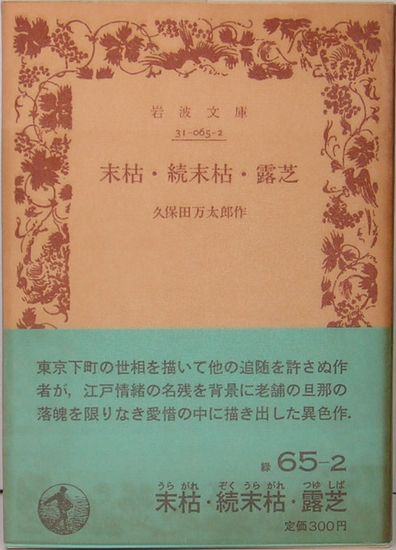 岩波文庫
31-065-2
末枯・続末枯・露芝
久保田万太郎作
東京下町の世相を描いて他の追随を許さぬ作
者が，江戸情緒の名残を背景に老舗の旦那の
落魄を限りなき愛惜の中に描き出した異色作．
緑 65-2
うら がれ ぞく うら がれ つゆ しば
末枯・続末枯・露芝
定価300円